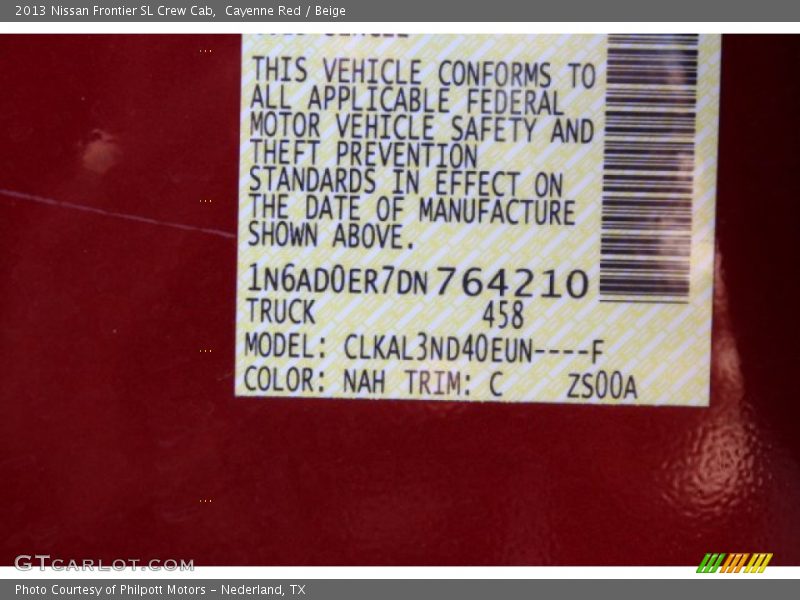 2013 Nissan Frontier SL Crew Cab,  Cayenne Red / Beige
THIS VEHICLE CONFORMS TO
ALL APPLICABLE FEDERAL
MOTOR VEHICLE SAFETY AND
THEFT PREVENTION
STANDARDS IN EFFECT ON
THE DATE OF MANUFACTURE
SHOWN ABOVE.
1N6AD0ER7DN764210
TRUCK 458
MODEL: CLKAL3ND40EUN----F
COLOR: NAH TRIM: C ZS00A
GTCARLOT.COM
Photo Courtesy of Philpott Motors - Nederland, TX